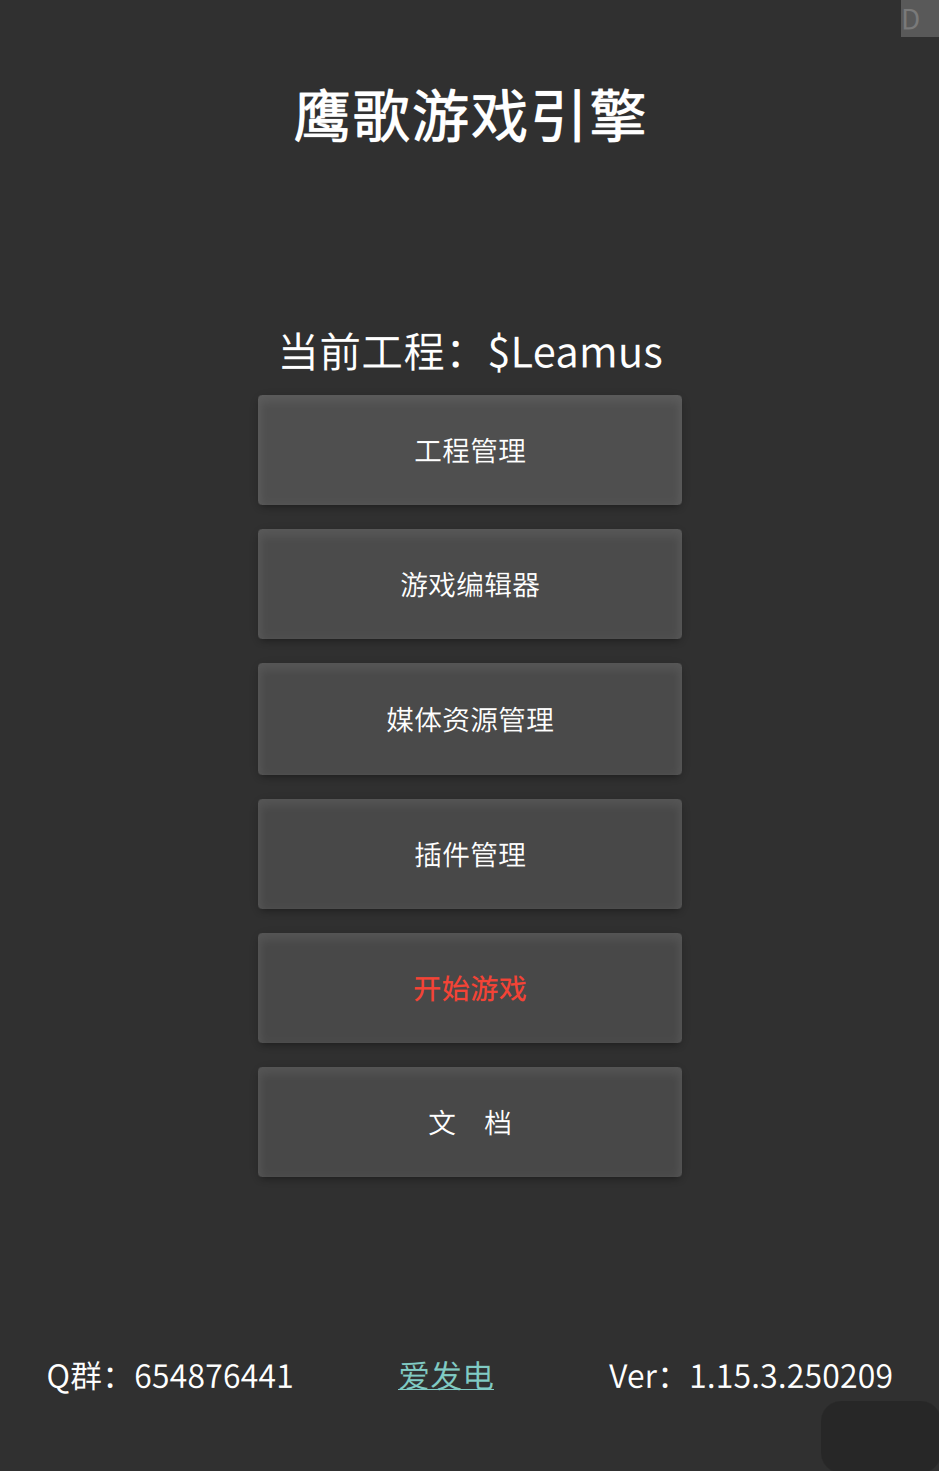 D
鹰歌游戏引擎
当前工程：$Leamus
工程管理
游戏编辑器
媒体资源管理
插件管理
开始游戏
文　档
Q群：654876441
爱发电
Ver：1.15.3.250209